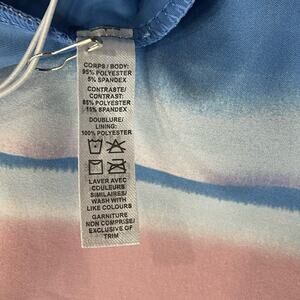 CORPS / BODY:
95% POLYESTER
5% SPANDEX
CONTRASTE/
CONTRAST:
85% POLYESTER
15% SPANDEX
DOUBLURE/
LINING:
100% POLYESTER
LAVER AVEC
COULEURS
SIMILAIRES/
WASH WITH
LIKE COLOURS
GARNITURE
NON COMPRISE/
EXCLUSIVE OF
TRIM